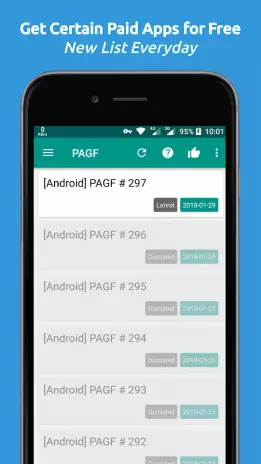 Get Certain Paid Apps for Free
New List Everyday
0
KB/s
95% 10:01
PAGF
[Android] PAGF # 297
Latest 2018-01-29
[Android] PAGF # 296
Outdated 2018-01-28
[Android] PAGF # 295
Outdated 2018-01-27
[Android] PAGF # 294
Outdated 2018-01-26
[Android] PAGF # 293
Outdated 2018-01-25
[Android] PAGF # 292